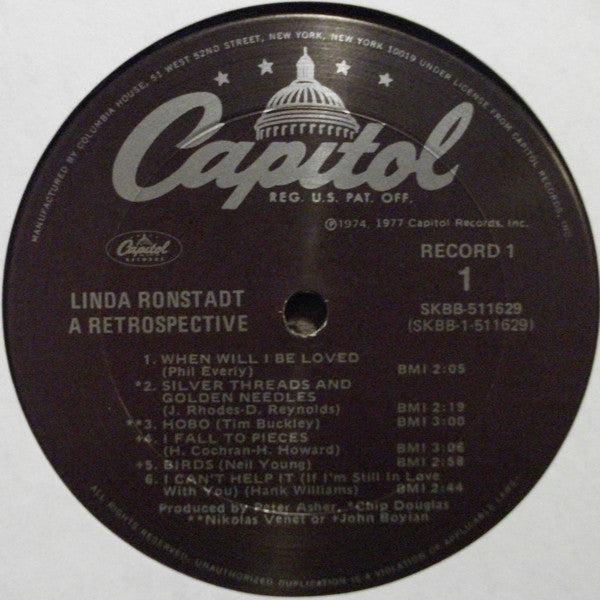 MANUFACTURED BY COLUMBIA HOUSE, 51 WEST 52ND STREET, NEW YORK, NEW YORK 10019 UNDER LICENSE FROM CAPITOL RECORDS, INC.
Capitol
REG. U.S. PAT. OFF.
Ⓟ1974, 1977 Capitol Records, Inc.
Capitol
RECORDS
RECORD 1
1
SKBB-511629
(SKBB-1-511629)
LINDA RONSTADT
A RETROSPECTIVE
1. WHEN WILL I BE LOVED
(Phil Everly) BMI 2:05
*2. SILVER THREADS AND
GOLDEN NEEDLES
(J. Rhodes-D. Reynolds) BMI 2:19
**3. HOBO (Tim Buckley) BMI 3:00
+4. I FALL TO PIECES
(H. Cochran-H. Howard) BMI 3:06
+5. BIRDS (Neil Young) BMI 2:58
6. I CAN'T HELP IT (If I'm Still In Love
With You) (Hank Williams) BMI 2:44
Produced by Peter Asher, *Chip Douglas
**Nikolas Venet or +John Boylan
ALL RIGHTS RESERVED. UNAUTHORIZED DUPLICATION IS A VIOLATION OF APPLICABLE LAWS.